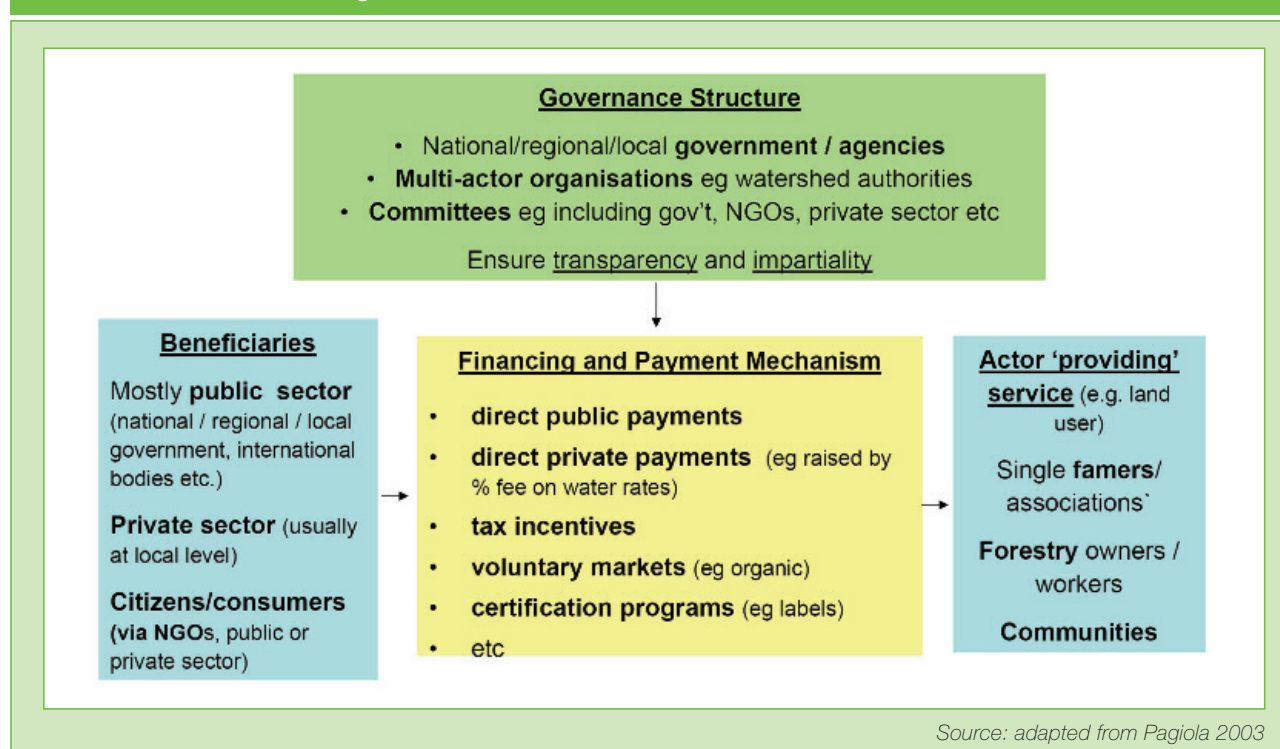 Governance Structure
• National/regional/local government / agencies
• Multi-actor organisations eg watershed authorities
• Committees eg including gov't, NGOs, private sector etc
Ensure transparency and impartiality
Beneficiaries
Mostly public sector
(national / regional / local
government, international
bodies etc.)
Private sector (usually
at local level)
Citizens/consumers
(via NGOs, public or
private sector)
Financing and Payment Mechanism
• direct public payments
• direct private payments (eg raised by
% fee on water rates)
• tax incentives
• voluntary markets (eg organic)
• certification programs (eg labels)
• etc
Actor ‘providing’
service (e.g. land
user)
Single famers/
associations`
Forestry owners /
workers
Communities
Source: adapted from Pagiola 2003